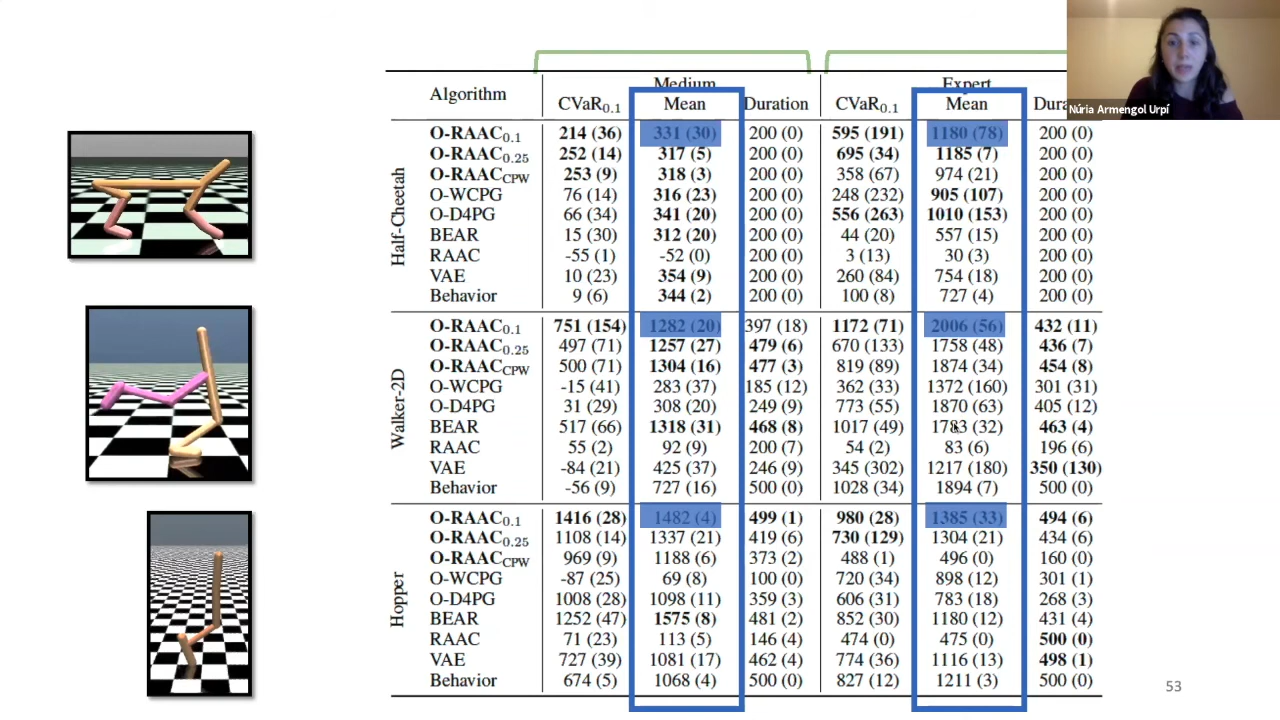 Medium Expert
Algorithm CVaR0.1 Mean Duration CVaR0.1 Mean
Núria Armengol Urpí
Half-Cheetah
O-RAAC0.1 214 (36) 331 (30) 200 (0) 595 (191) 1180 (78) 200 (0)
O-RAAC0.25 252 (14) 317 (5) 200 (0) 695 (34) 1185 (7) 200 (0)
O-RAACCPW 253 (9) 318 (3) 200 (0) 358 (67) 974 (21) 200 (0)
O-WCPG 76 (14) 316 (23) 200 (0) 248 (232) 905 (107) 200 (0)
O-D4PG 66 (34) 341 (20) 200 (0) 556 (263) 1010 (153) 200 (0)
BEAR 15 (30) 312 (20) 200 (0) 44 (20) 557 (15) 200 (0)
RAAC -55 (1) -52 (0) 200 (0) 3 (13) 30 (3) 200 (0)
VAE 10 (23) 354 (9) 200 (0) 260 (84) 754 (18) 200 (0)
Behavior 9 (6) 344 (2) 200 (0) 100 (8) 727 (4) 200 (0)
Walker-2D
O-RAAC0.1 751 (154) 1282 (20) 397 (18) 1172 (71) 2006 (56) 432 (11)
O-RAAC0.25 497 (71) 1257 (27) 479 (6) 670 (133) 1758 (48) 436 (7)
O-RAACCPW 500 (71) 1304 (16) 477 (3) 819 (89) 1874 (34) 454 (8)
O-WCPG -15 (41) 283 (37) 185 (12) 362 (33) 1372 (160) 301 (31)
O-D4PG 31 (29) 308 (20) 249 (9) 773 (55) 1870 (63) 405 (12)
BEAR 517 (66) 1318 (31) 468 (8) 1017 (49) 1783 (32) 463 (4)
RAAC 55 (2) 92 (9) 200 (7) 54 (2) 83 (6) 196 (6)
VAE -84 (21) 425 (37) 246 (9) 345 (302) 1217 (180) 350 (130)
Behavior -56 (9) 727 (16) 500 (0) 1028 (34) 1894 (7) 500 (0)
Hopper
O-RAAC0.1 1416 (28) 1482 (4) 499 (1) 980 (28) 1385 (33) 494 (6)
O-RAAC0.25 1108 (14) 1337 (21) 419 (6) 730 (129) 1304 (21) 434 (6)
O-RAACCPW 969 (9) 1188 (6) 373 (2) 488 (1) 496 (0) 160 (0)
O-WCPG -87 (25) 69 (8) 100 (0) 720 (34) 898 (12) 301 (1)
O-D4PG 1008 (28) 1098 (11) 359 (3) 606 (31) 783 (18) 268 (3)
BEAR 1252 (47) 1575 (8) 481 (2) 852 (30) 1180 (12) 431 (4)
RAAC 71 (23) 113 (5) 146 (4) 474 (0) 475 (0) 500 (0)
VAE 727 (39) 1081 (17) 462 (4) 774 (36) 1116 (13) 498 (1)
Behavior 674 (5) 1068 (4) 500 (0) 827 (12) 1211 (3) 500 (0)
53